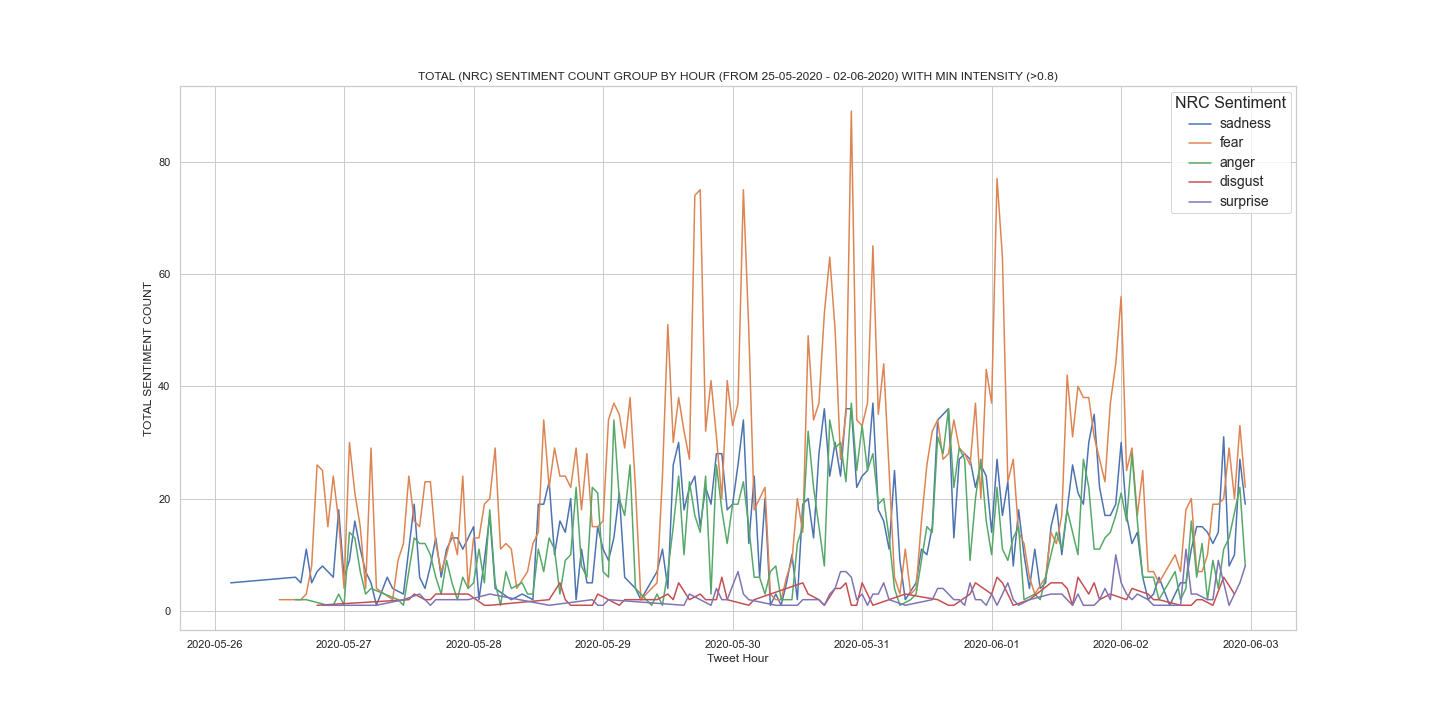 TOTAL (NRC) SENTIMENT COUNT GROUP BY HOUR (FROM 25-05-2020 - 02-06-2020) WITH MIN INTENSITY (>0.8)
NRC Sentiment
sadness
fear
anger
disgust
surprise
TOTAL SENTIMENT COUNT
80
60
40
20
0
2020-05-26
2020-05-27
2020-05-28
2020-05-29
2020-05-30
2020-05-31
2020-06-01
2020-06-02
2020-06-03
Tweet Hour